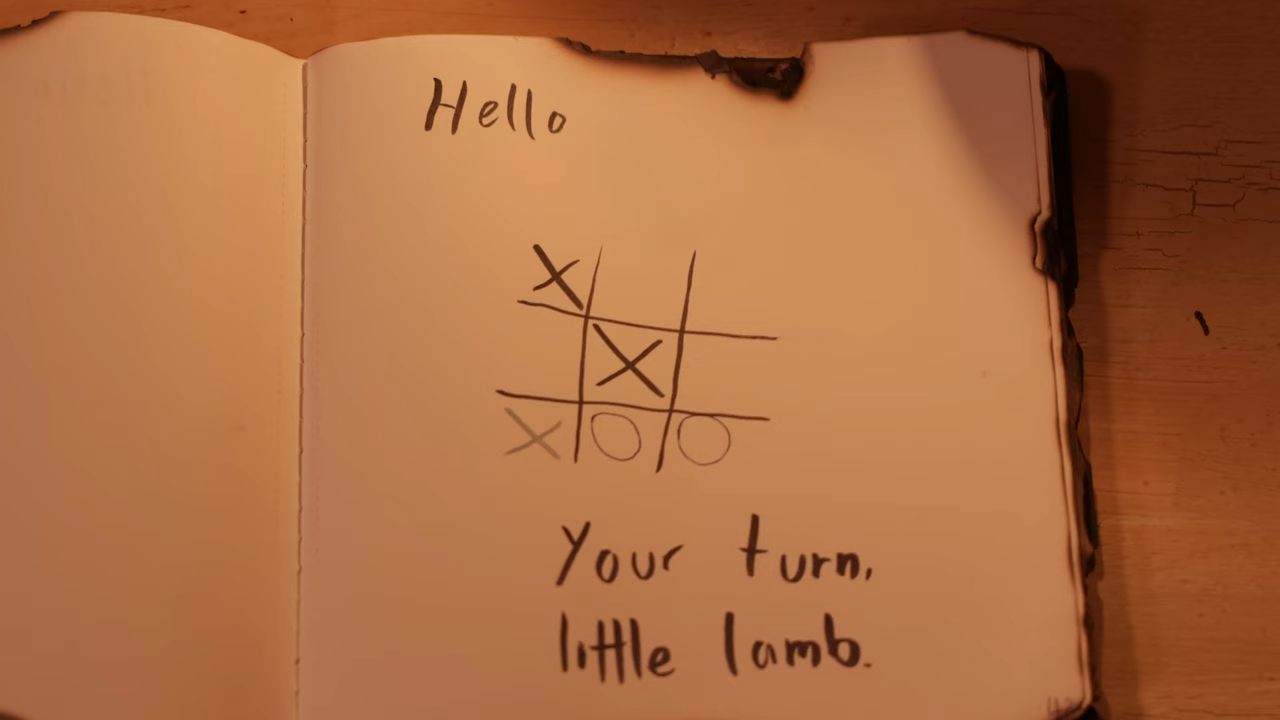 Hello
X
X
X O O
Your turn,
little lamb.